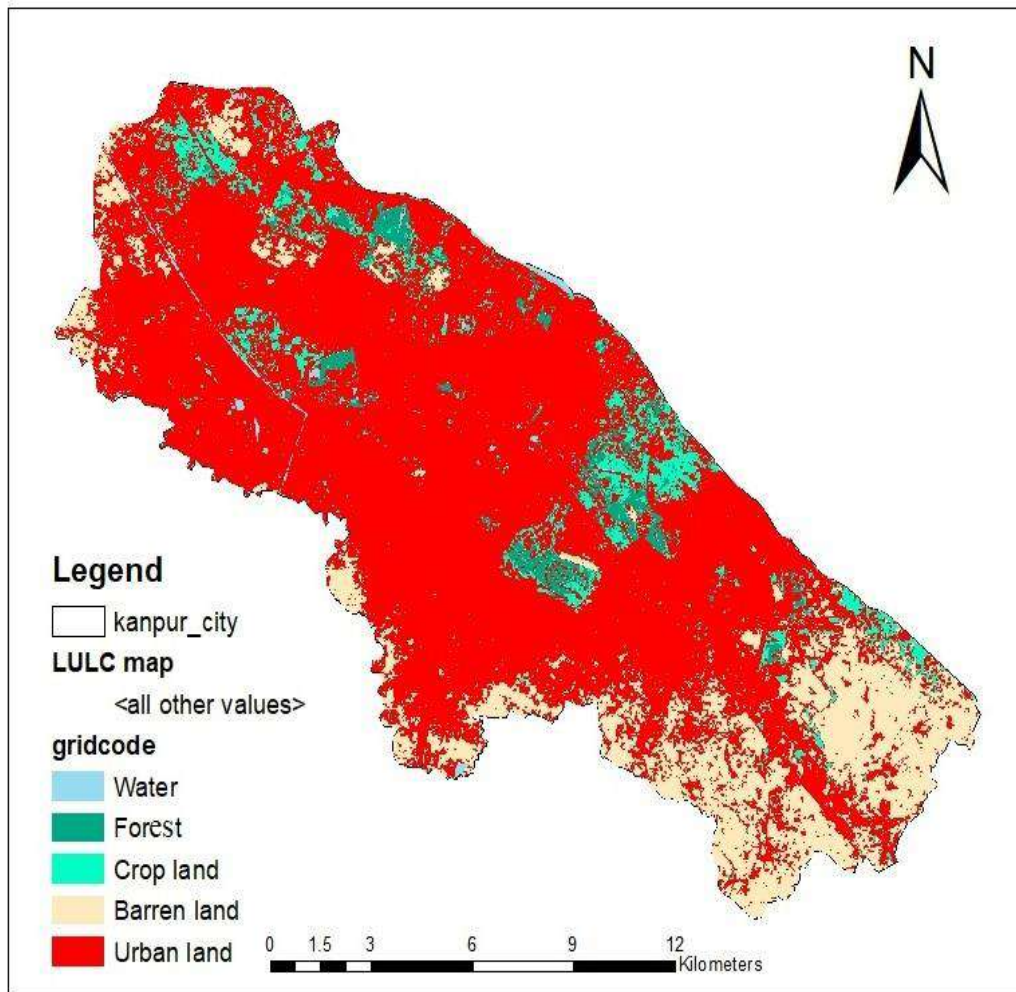 N
Legend
kanpur_city
LULC map
<all other values>
gridcode
Water
Forest
Crop land
Barren land
Urban land
0 1.5 3 6 9 12
Kilometers